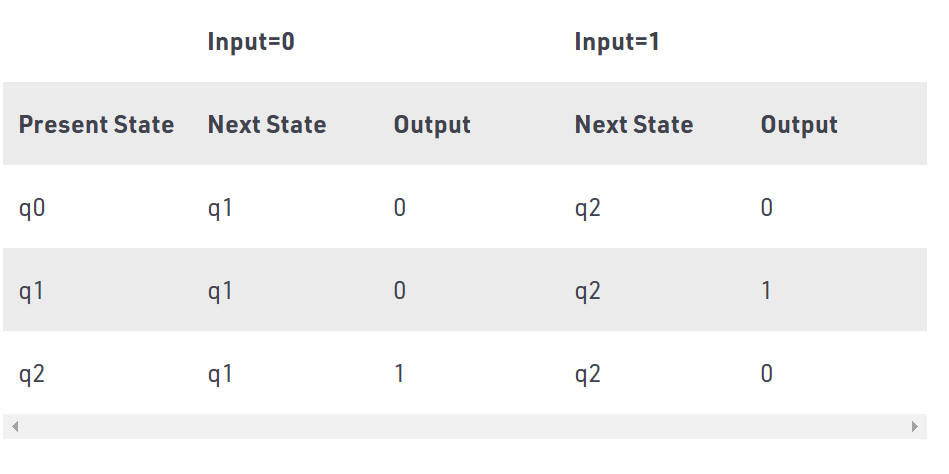 Input=0 Input=1
Present State Next State Output Next State Output
q0 q1 0 q2 0
q1 q1 0 q2 1
q2 q1 1 q2 0